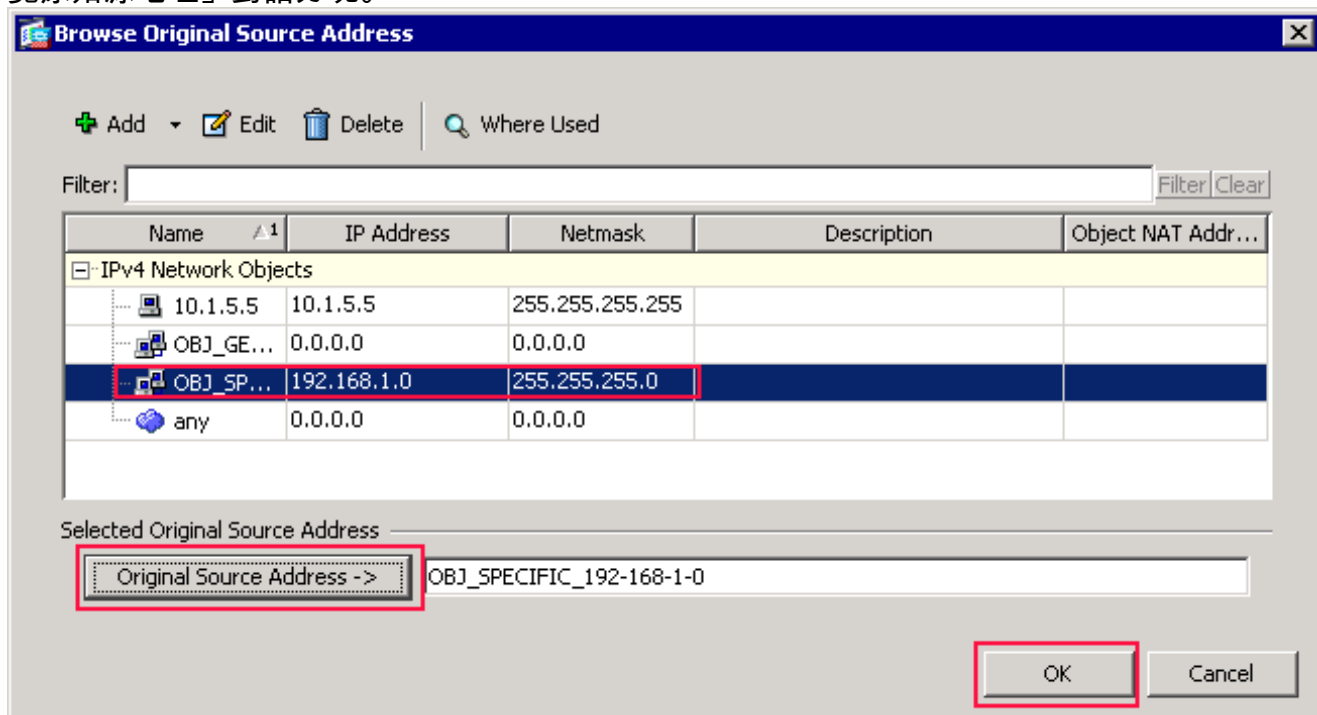 Browse Original Source Address
Add Edit Delete Where Used
Filter: Filter Clear
Name 1 IP Address Netmask Description Object NAT Addr...
IPv4 Network Objects
10.1.5.5 10.1.5.5 255.255.255.255
OBJ_GE... 0.0.0.0 0.0.0.0
OBJ_SP... 192.168.1.0 255.255.255.0
any 0.0.0.0 0.0.0.0
Selected Original Source Address
Original Source Address -> OBJ_SPECIFIC_192-168-1-0
OK Cancel